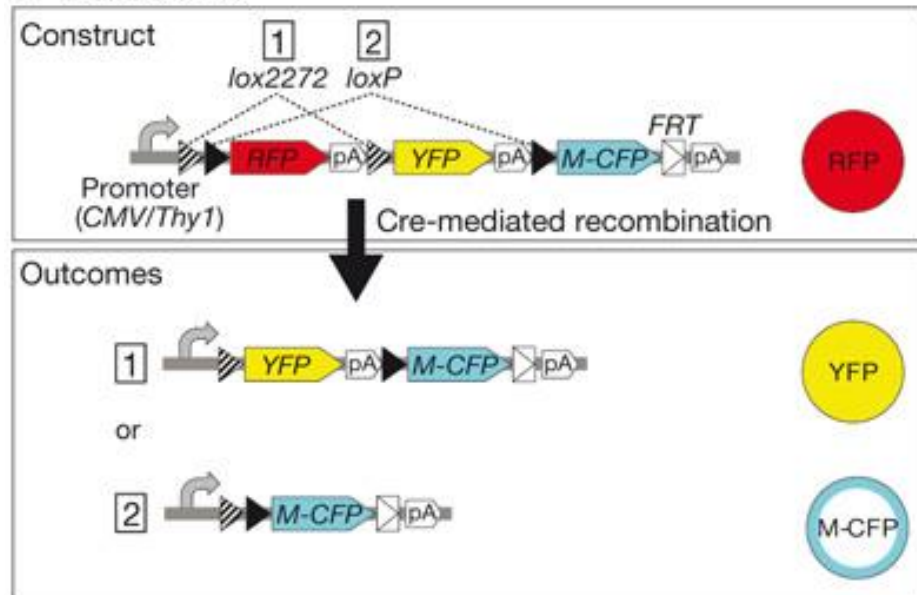 Construct
1 2
lox2272 loxP
FRT
RFP pA YFP pA M-CFP pA
RFP
Promoter
(CMV/Thy1)
Cre-mediated recombination
Outcomes
1 YFP pA M-CFP pA
YFP
or
2 M-CFP pA
M-CFP